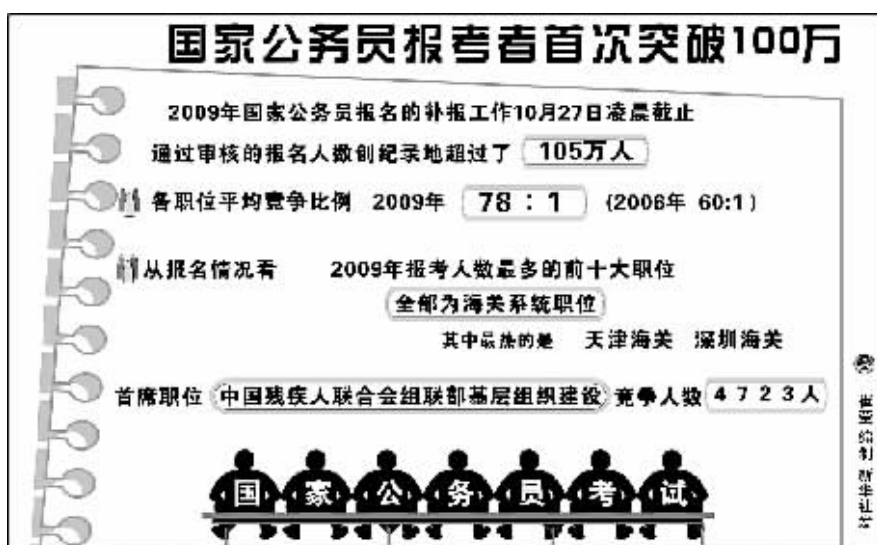 国家公务员报考者首次突破100万
2009年国家公务员报名的补报工作10月27日凌晨截止
通过审核的报名人数创纪录地超过了 105万人
各职位平均竞争比例 2009年 78：1 (2008年 60:1)
从报名情况看 2009年报考人数最多的前十大职位
全部为海关系统职位
其中最热的是 天津海关 深圳海关
首席职位 中国残疾人联合会组联部基层组织建设 竞争人数 4723人
国家公务员考试